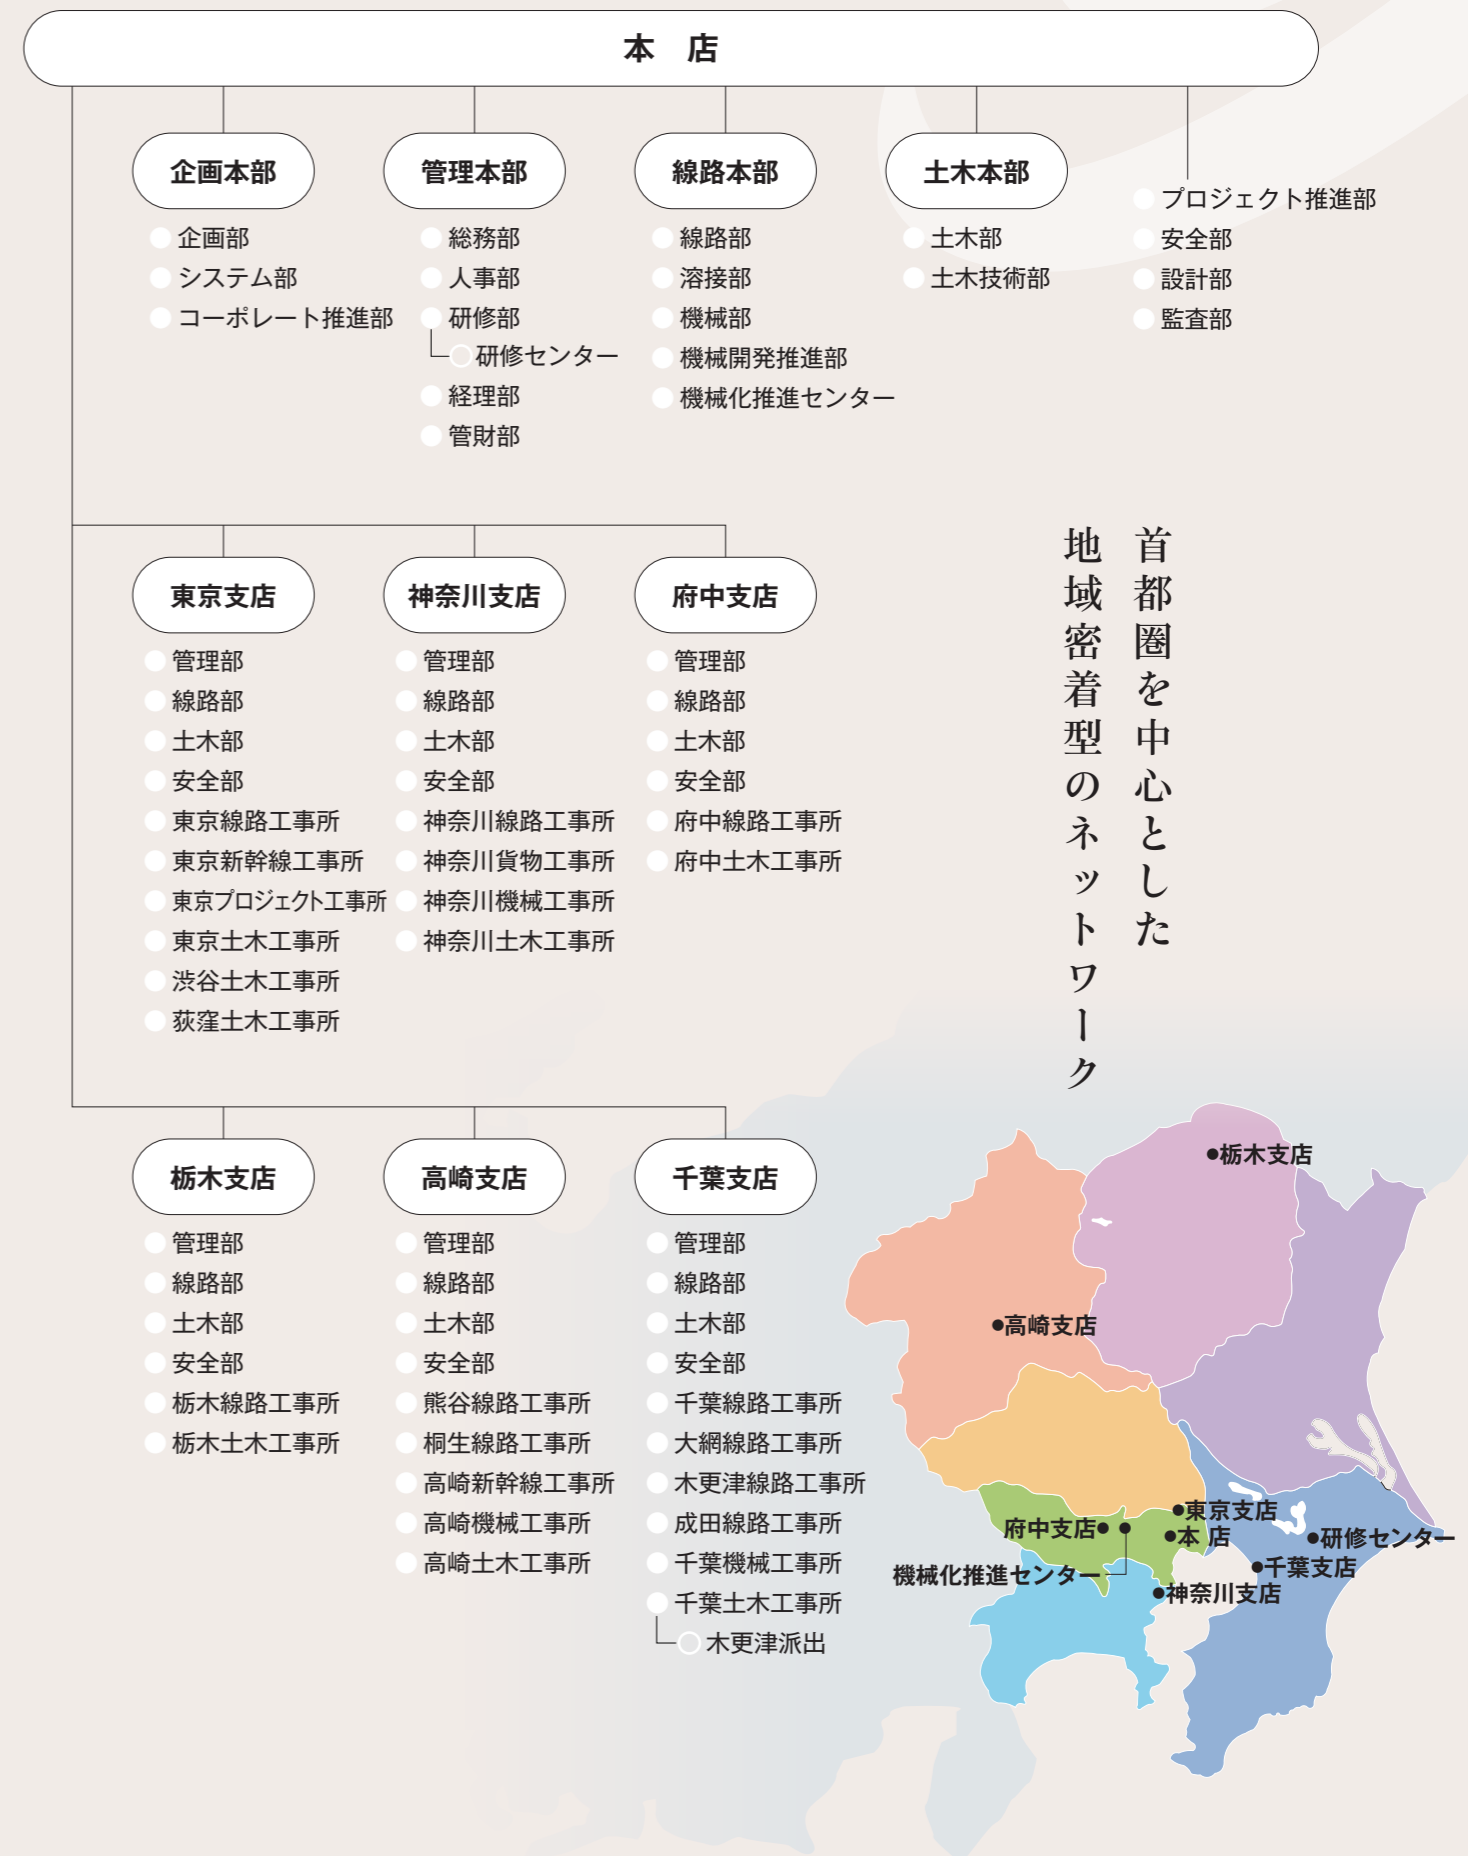 本 店
企画本部
企画部
システム部
コーポレート推進部
管理本部
総務部
人事部
研修部
研修センター
経理部
管財部
線路本部
線路部
溶接部
機械部
機械開発推進部
機械化推進センター
土木本部
土木部
土木技術部
プロジェクト推進部
安全部
設計部
監査部
東京支店
管理部
線路部
土木部
安全部
東京線路工事所
東京新幹線工事所
東京プロジェクト工事所
東京土木工事所
渋谷土木工事所
荻窪土木工事所
神奈川支店
管理部
線路部
土木部
安全部
神奈川線路工事所
神奈川貨物工事所
神奈川機械工事所
神奈川土木工事所
府中支店
管理部
線路部
土木部
安全部
府中線路工事所
府中土木工事所
首都圏を中心とした
地域密着型のネットワーク
栃木支店
管理部
線路部
土木部
安全部
栃木線路工事所
栃木土木工事所
高崎支店
管理部
線路部
土木部
安全部
熊谷線路工事所
桐生線路工事所
高崎新幹線工事所
高崎機械工事所
高崎土木工事所
千葉支店
管理部
線路部
土木部
安全部
千葉線路工事所
大網線路工事所
木更津線路工事所
成田線路工事所
千葉機械工事所
千葉土木工事所
木更津派出
栃木支店
高崎支店
東京支店
府中支店
本 店
研修センター
千葉支店
機械化推進センター
神奈川支店